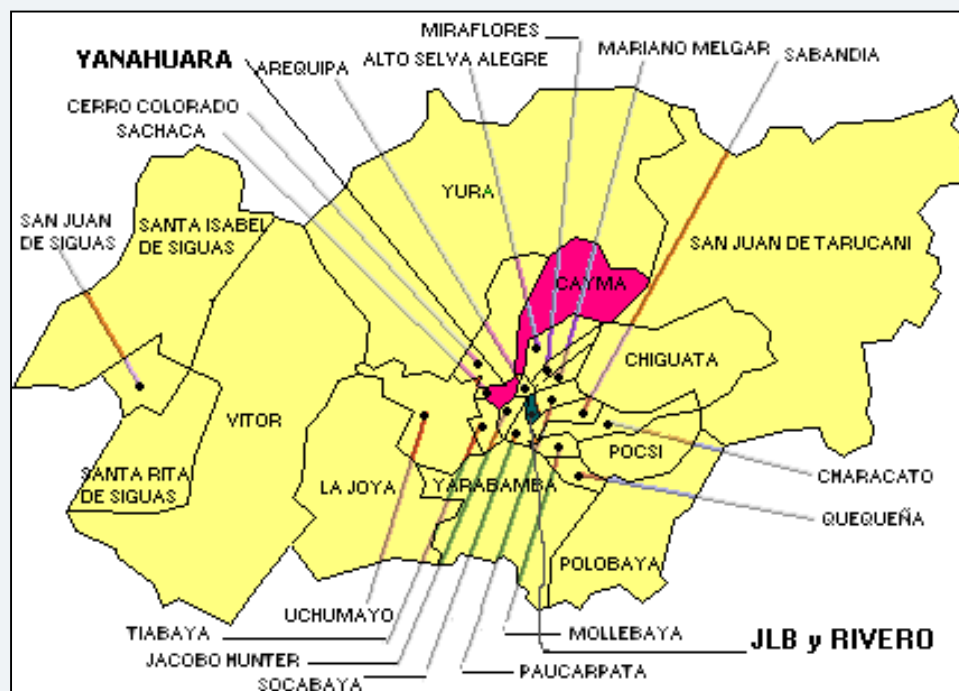 MIRAFLORES
YANAHUARA
AREQUIPA
ALTO SELVA ALEGRE
MARIANO MELGAR
SABANDIA
CERRO COLORADO
SACHACA
YURA
SAN JUAN
DE SIGUAS
SANTA ISABEL
DE SIGUAS
SAN JUAN DE TARUCANI
CAYMA
CHIGUATA
VITOR
POCSI
SANTA RITA
DE SIGUAS
LA JOYA
YARABAMBA
CHARACATO
QUEQUEÑA
POLOBAYA
UCHUMAYO
TIABAYA
MOLLEBAYA
JLB y RIVERO
JACOBO HUNTER
PAUCARPATA
SOCABAYA